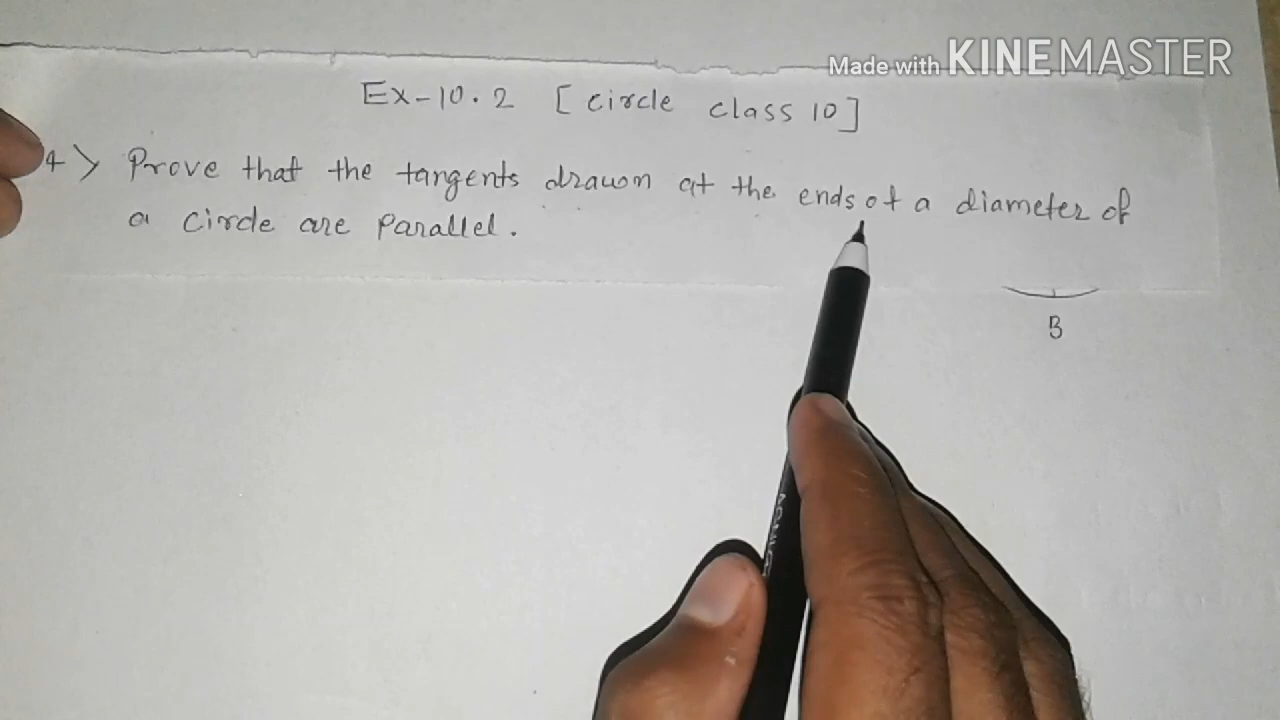 Made with KINEMASTER
Ex-10.2 [circle class 10]
4> Prove that the tangents drawn at the ends of a diameter of
a circle are parallel.
B